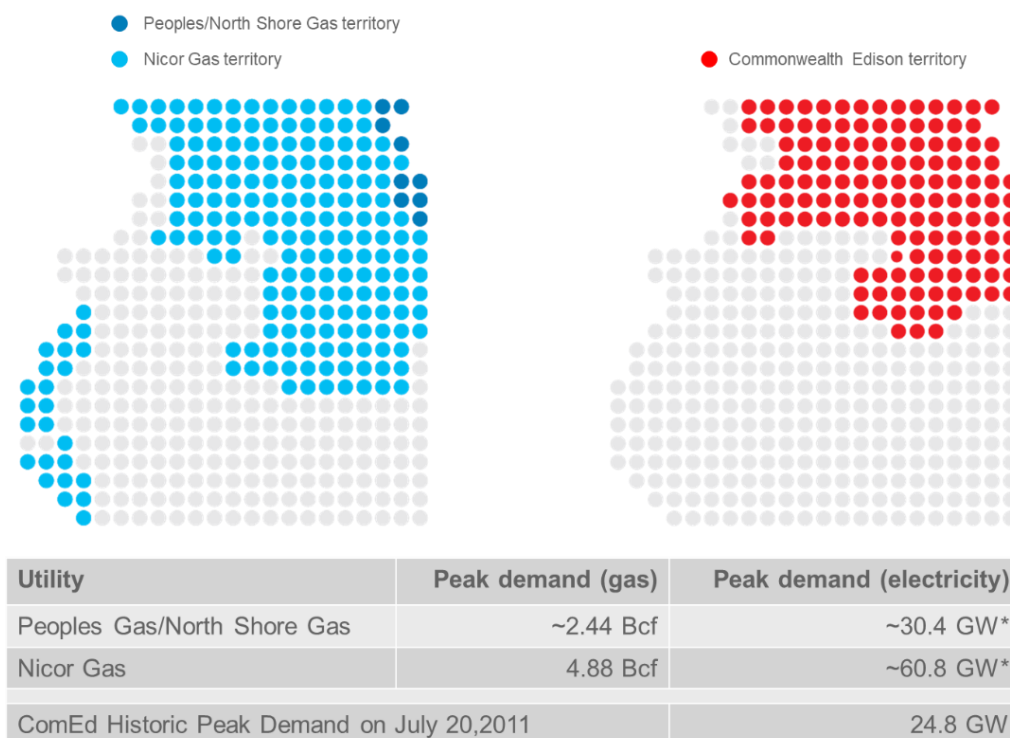 Peoples/North Shore Gas territory
Nicor Gas territory
Commonwealth Edison territory
Utility Peak demand (gas) Peak demand (electricity)
Peoples Gas/North Shore Gas ~2.44 Bcf ~30.4 GW*
Nicor Gas 4.88 Bcf ~60.8 GW*
ComEd Historic Peak Demand on July 20,2011 24.8 GW